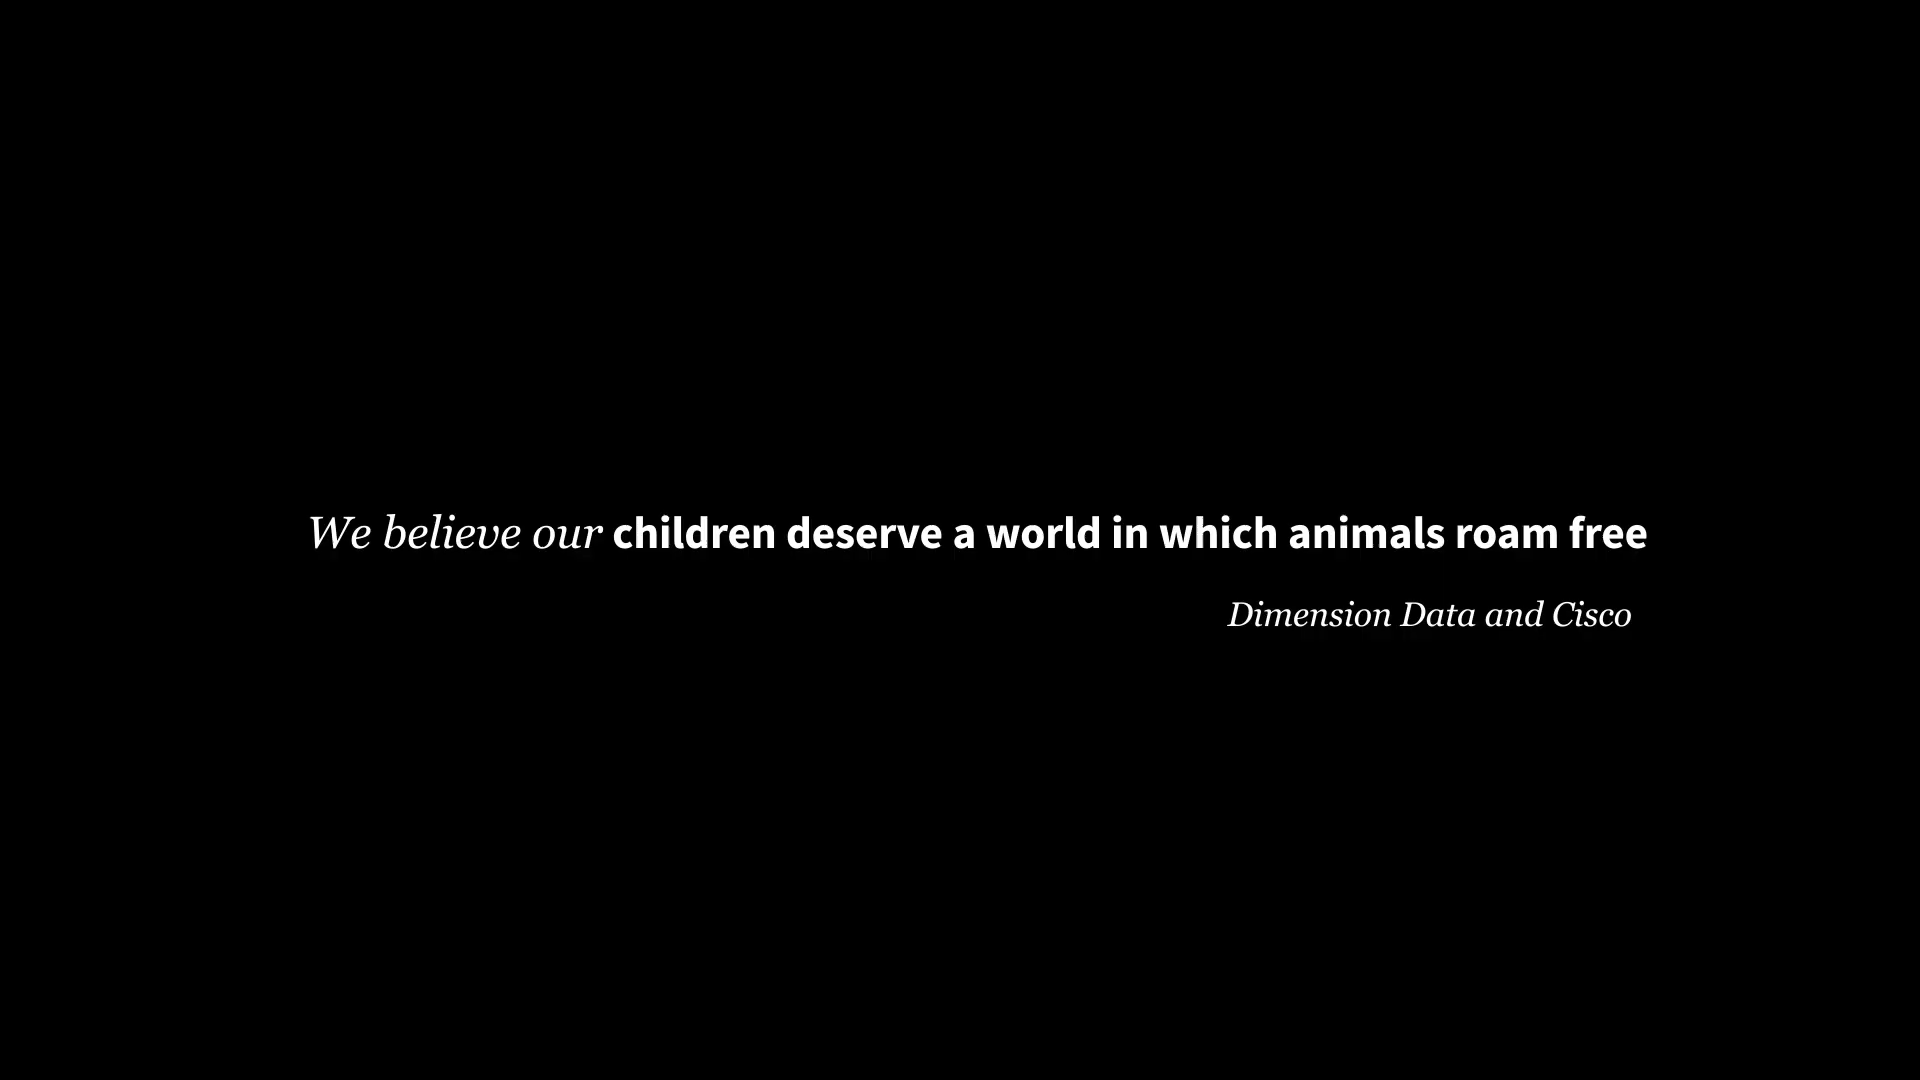 We believe our children deserve a world in which animals roam free
Dimension Data and Cisco